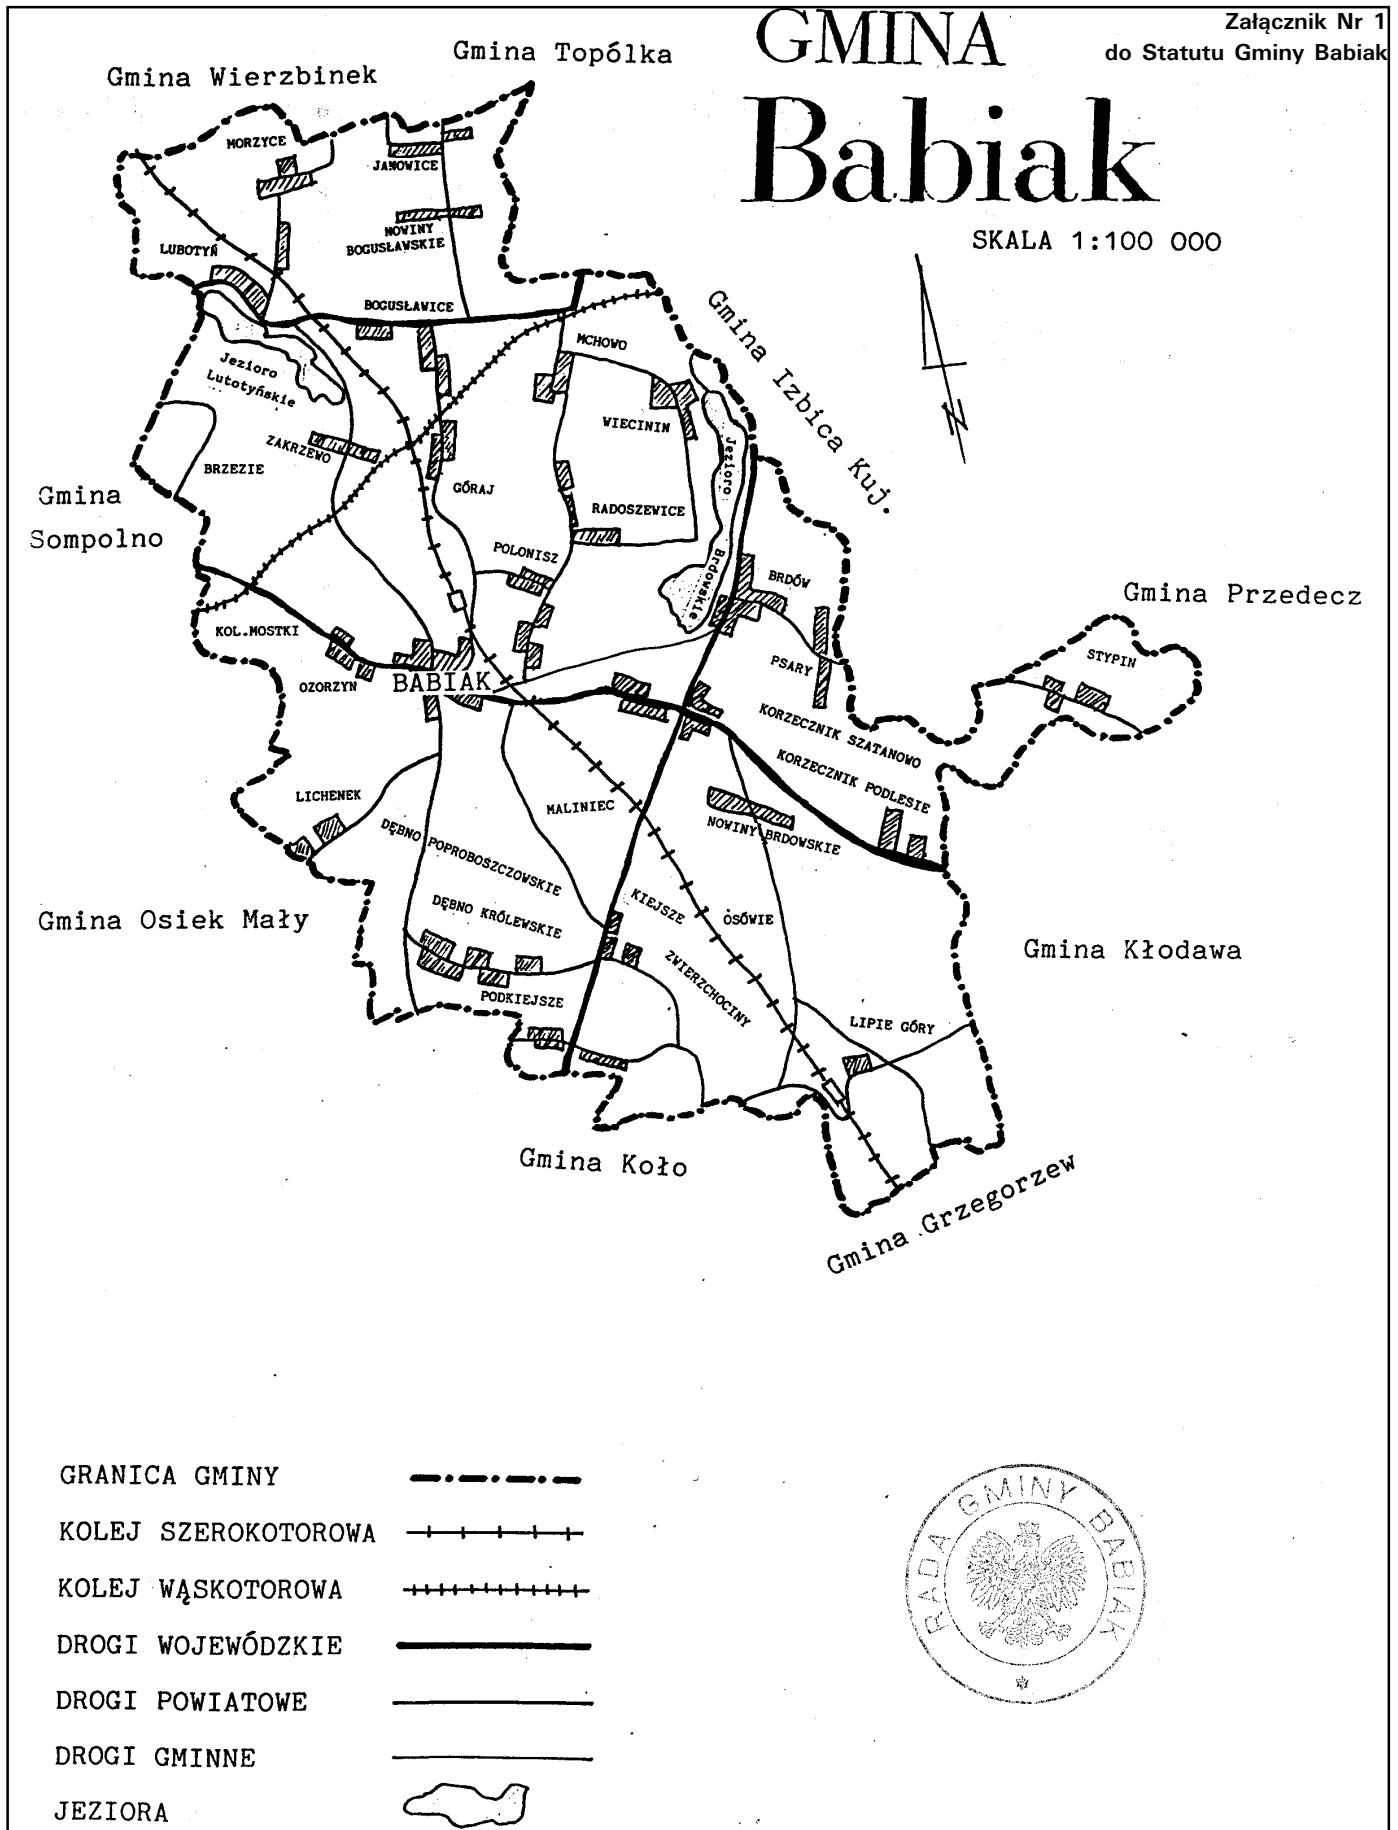 Załącznik Nr 1
do Statutu Gminy Babiak
GMINA
Babiak
SKALA 1:100 000
Gmina Wierzbinek
Gmina Topólka
MORZYCE
JANOWICE
NOWINY
BOGUSŁAWSKIE
LUBOTYŃ
BOGUSŁAWICE
Gmina Izbica Kuj.
MCHOWO
Jezioro
Lutotyńskie
WIECININ
ZAKRZEWO
BRZEZIE
Jezioro
Brdowskie
GÓRAJ
RADOSZEWICE
Gmina
Sompolno
POLONISZ
BRDÓW
Gmina Przedecz
KOL.MOSTKI
STYPIN
PSARY
OZORZYN
BABIAK
KORZECZNIK SZATANOWO
KORZECZNIK PODLESIE
LICHENEK
MALINIEC
NOWINY BRDOWSKIE
DĘBNO POPROBOSZCZOWSKIE
DĘBNO KRÓLEWSKIE
KIEJSZE
OSÓWIE
Gmina Osiek Mały
Gmina Kłodawa
ZWIERZCHOCINY
PODKIEJSZE
LIPIE GÓRY
Gmina Koło
Gmina Grzegorzew
GRANICA GMINY
KOLEJ SZEROKOTOROWA
KOLEJ WĄSKOTOROWA
DROGI WOJEWÓDZKIE
DROGI POWIATOWE
DROGI GMINNE
JEZIORA
RADA GMINY BABIAK